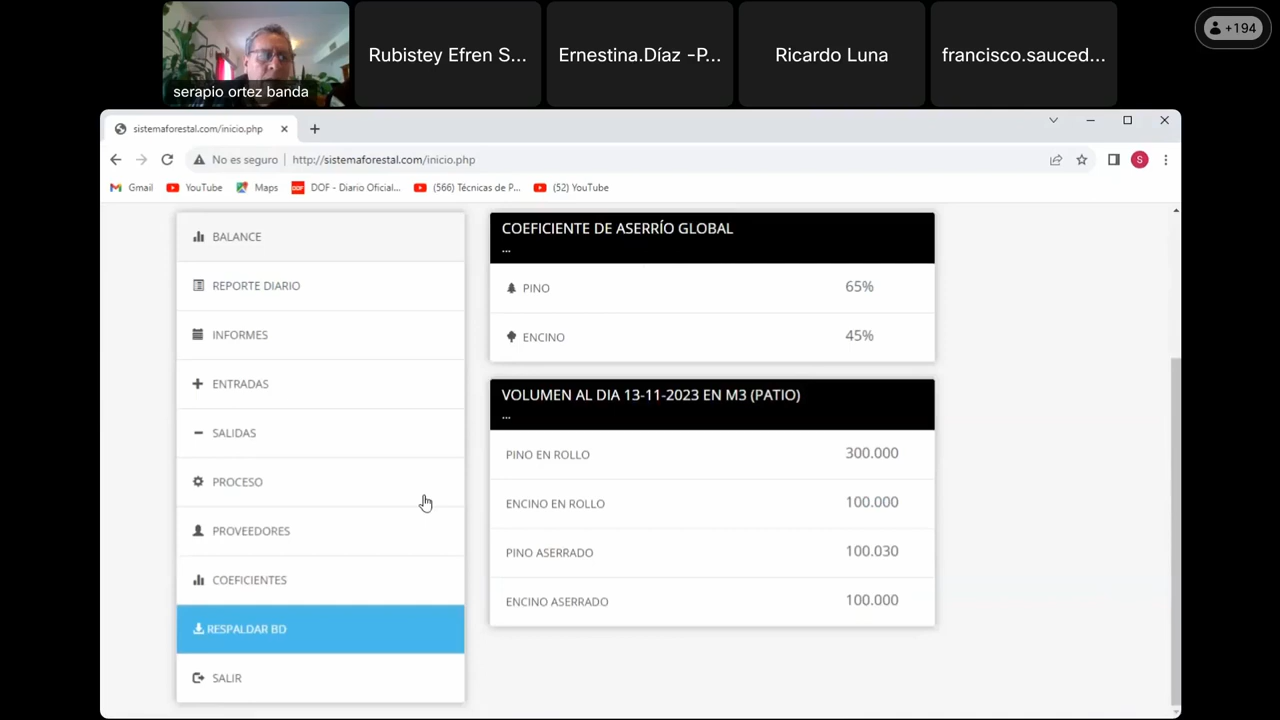 serapio ortez banda
Rubistey Efren S...
Ernestina.Díaz -P...
Ricardo Luna
francisco.sauced...
+194
sistemaforestal.com/inicio.php
No es seguro
http://sistemaforestal.com/inicio.php
S
Gmail
YouTube
Maps
DOF
DOF - Diario Oficial...
(566) Técnicas de P...
(52) YouTube
BALANCE
REPORTE DIARIO
INFORMES
ENTRADAS
SALIDAS
PROCESO
PROVEEDORES
COEFICIENTES
RESPALDAR BD
SALIR
COEFICIENTE DE ASERRÍO GLOBAL
...
PINO 65%
ENCINO 45%
VOLUMEN AL DIA 13-11-2023 EN M3 (PATIO)
...
PINO EN ROLLO 300.000
ENCINO EN ROLLO 100.000
PINO ASERRADO 100.030
ENCINO ASERRADO 100.000